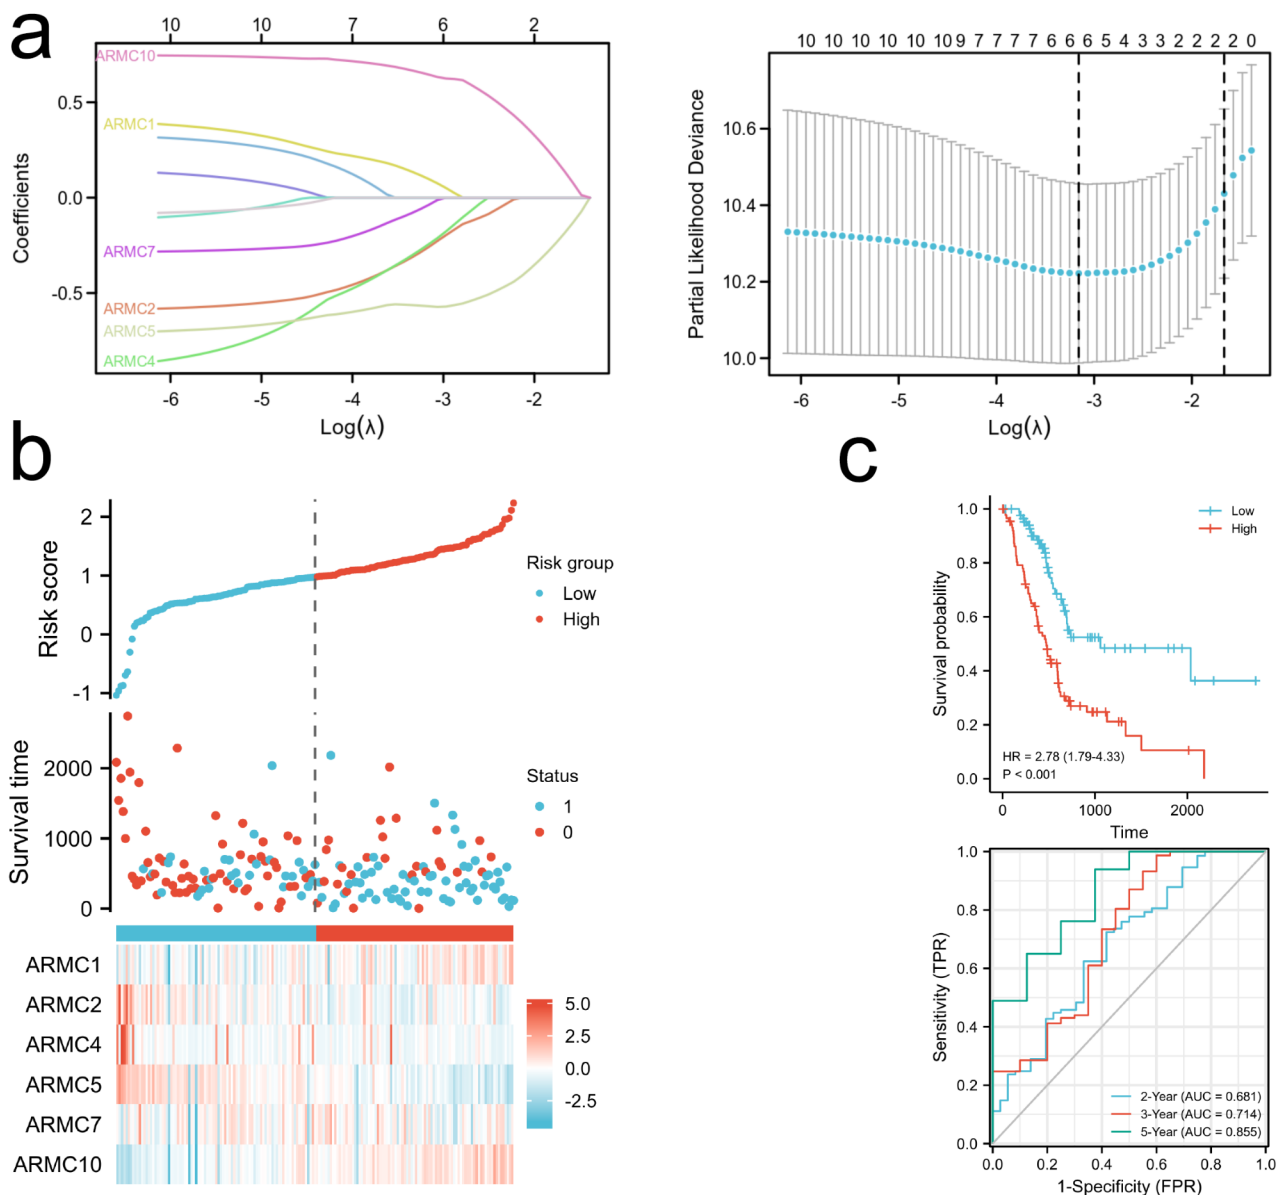 a
10 10 7 6 2
ARMC10
ARMC1
ARMC7
ARMC2
ARMC5
ARMC4
0.5
0.0
-0.5
Coefficients
-6 -5 -4 -3 -2
Log(λ)
10 10 10 10 10 10 9 7 7 7 7 6 6 6 5 4 3 3 2 2 2 2 0
10.6
10.4
10.2
10.0
Partial Likelihood Deviance
-6 -5 -4 -3 -2
Log(λ)
b
2
1
0
-1
Risk score
Risk group
Low
High
2000
1000
0
Survival time
Status
1
0
ARMC1
ARMC2
ARMC4
ARMC5
ARMC7
ARMC10
5.0
2.5
0.0
-2.5
c
1.0
0.8
0.6
0.4
0.2
0.0
Survival probability
Low
High
HR = 2.78 (1.79-4.33)
P < 0.001
0 1000 2000
Time
1.0
0.8
0.6
0.4
0.2
0.0
Sensitivity (TPR)
2-Year (AUC = 0.681)
3-Year (AUC = 0.714)
5-Year (AUC = 0.855)
0.0 0.2 0.4 0.6 0.8 1.0
1-Specificity (FPR)